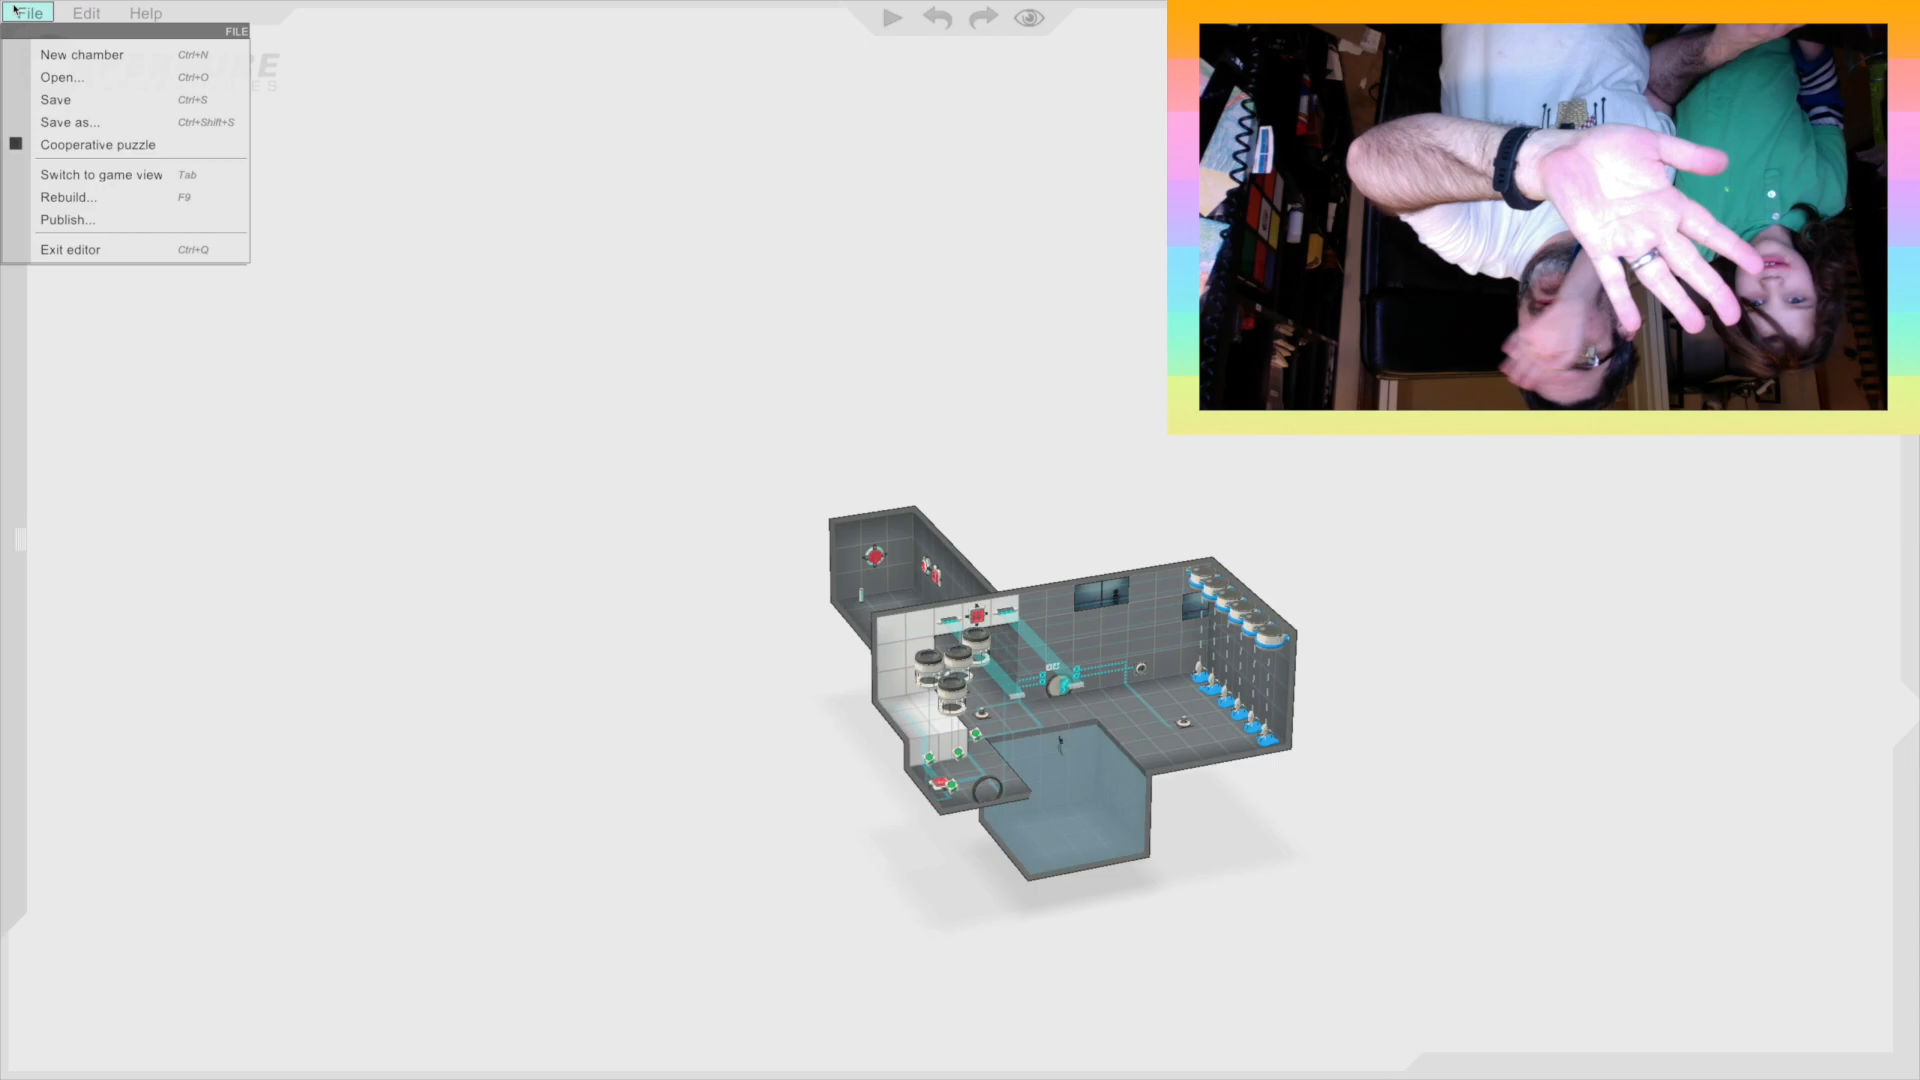 File Edit Help
FILE
New chamber Ctrl+N
Open... Ctrl+O
Save Ctrl+S
Save as... Ctrl+Shift+S
Cooperative puzzle
Switch to game view Tab
Rebuild... F9
Publish...
Exit editor Ctrl+Q